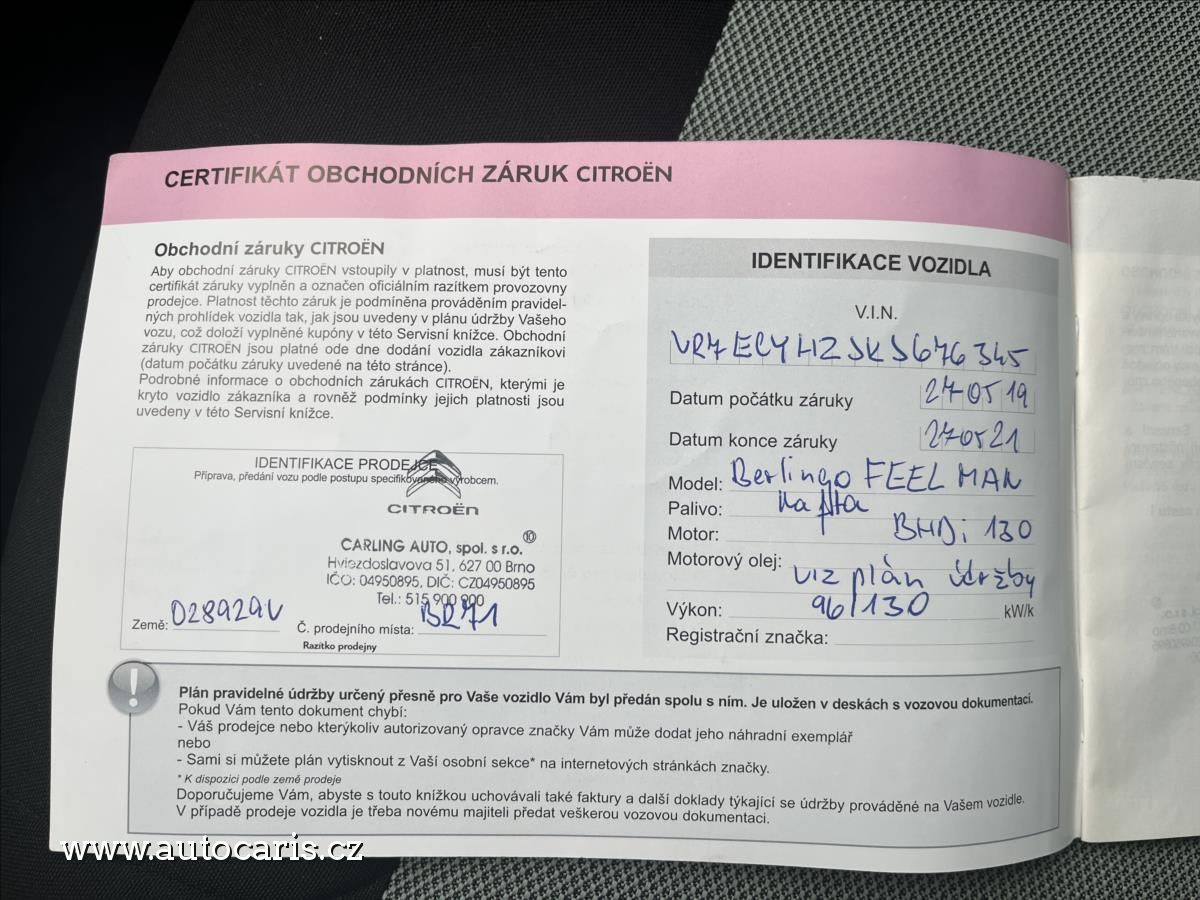 CERTIFIKÁT OBCHODNÍCH ZÁRUK CITROËN
Obchodní záruky CITROËN
Aby obchodní záruky CITROËN vstoupily v platnost, musí být tento
certifikát záruky vyplněn a označen oficiálním razítkem provozovny
prodejce. Platnost těchto záruk je podmíněna prováděním pravidel-
ných prohlídek vozidla tak, jak jsou uvedeny v plánu údržby Vašeho
vozu, což doloží vyplněné kupóny v této Servisní knížce. Obchodní
záruky CITROËN jsou platné ode dne dodání vozidla zákazníkovi
(datum počátku záruky uvedené na této stránce).
Podrobné informace o obchodních zárukách CITROËN, kterými je
kryto vozidlo zákazníka a rovněž podmínky jejich platnosti jsou
uvedeny v této Servisní knížce.
IDENTIFIKACE PRODEJCE
Příprava, předání vozu podle postupu specifikovaného výrobcem.
CITROËN
CARLING AUTO, spol. s r.o. 10
Hviezdoslavova 51, 627 00 Brno
IČO: 04950895, DIČ: CZ04950895
Tel.: 515 900 900
Země: 028929V Č. prodejního místa: BR71
Razítko prodejny
IDENTIFIKACE VOZIDLA
V.I.N.
VR7ECYHZJKJ676345
Datum počátku záruky 270519
Datum konce záruky 270521
Model: Berlingo FEEL MAN
Palivo: nafta
Motor: BHDi 130
Motorový olej: viz plán údržby
Výkon: 96/130 kW/k
Registrační značka:
!
Plán pravidelné údržby určený přesně pro Vaše vozidlo Vám byl předán spolu s ním. Je uložen v deskách s vozovou dokumentací.
Pokud Vám tento dokument chybí:
- Váš prodejce nebo kterýkoliv autorizovaný opravce značky Vám může dodat jeho náhradní exemplář
nebo
- Sami si můžete plán vytisknout z Vaší osobní sekce* na internetových stránkách značky.
* K dispozici podle země prodeje
Doporučujeme Vám, abyste s touto knížkou uchovávali také faktury a další doklady týkající se údržby prováděné na Vašem vozidle.
V případě prodeje vozidla je třeba novému majiteli předat veškerou vozovou dokumentaci.
www.autocaris.cz